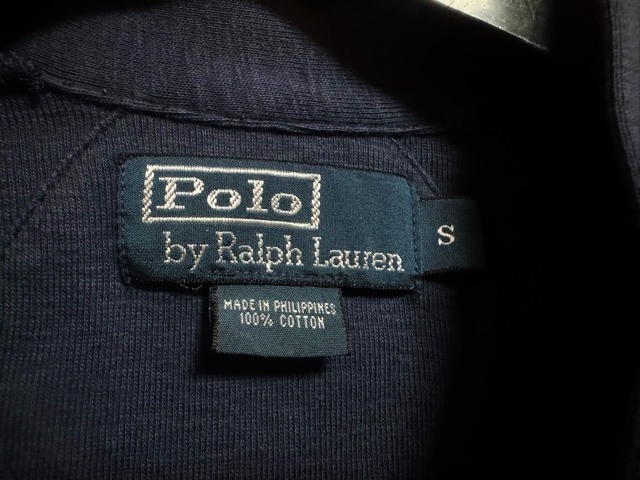 Polo
by Ralph Lauren
S
MADE IN PHILIPPINES
100% COTTON